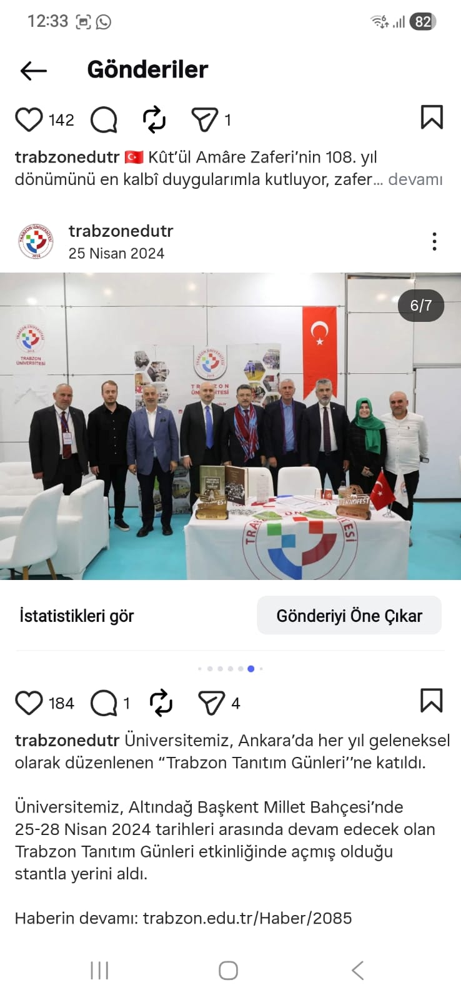 12:33
82
Gönderiler
142
1
trabzonedutr 🇹🇷 Kût'ül Amâre Zaferi'nin 108. yıl
dönümünü en kalbî duygularımla kutluyor, zafer... devamı
trabzonedutr
25 Nisan 2024
6/7
TRABZON
ÜNİVERSİTESİ
TRABZON ÜNİVERSİTESİ
TEKNOFEST
İstatistikleri gör
Gönderiyi Öne Çıkar
184
1
4
trabzonedutr Üniversitemiz, Ankara'da her yıl geleneksel
olarak düzenlenen “Trabzon Tanıtım Günleri’’ne katıldı.
Üniversitemiz, Altındağ Başkent Millet Bahçesi'nde
25-28 Nisan 2024 tarihleri arasında devam edecek olan
Trabzon Tanıtım Günleri etkinliğinde açmış olduğu
stantla yerini aldı.
Haberin devamı: trabzon.edu.tr/Haber/2085